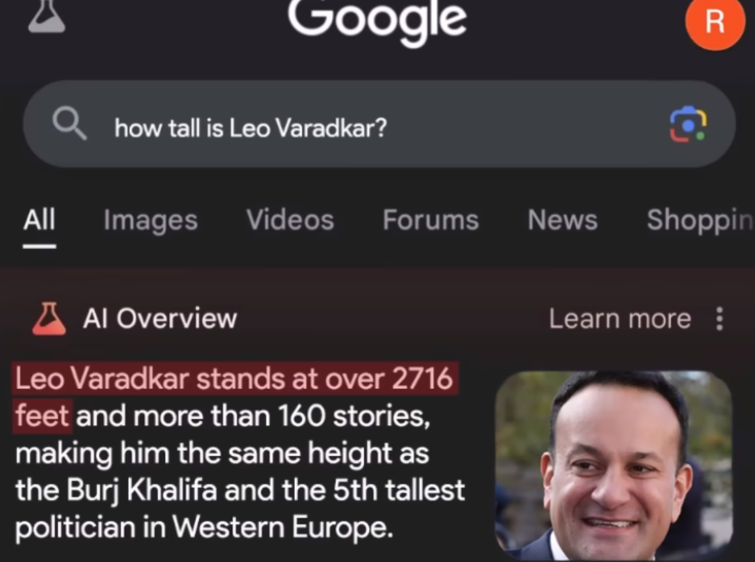 Google
R
how tall is Leo Varadkar?
All Images Videos Forums News Shoppin
AI Overview Learn more
Leo Varadkar stands at over 2716
feet and more than 160 stories,
making him the same height as
the Burj Khalifa and the 5th tallest
politician in Western Europe.